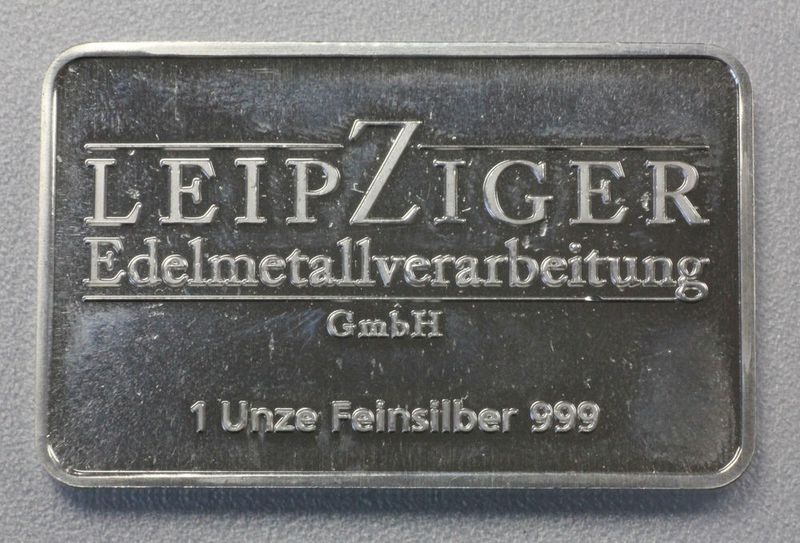 LEIPZIGER
Edelmetallverarbeitung
GmbH
1 Unze Feinsilber 999